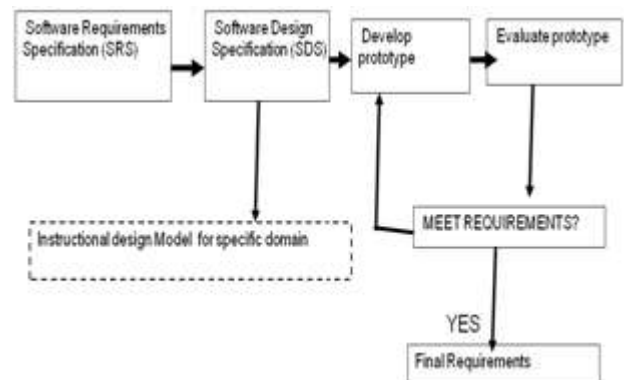 Software Requirements
Specification (SRS)
Software Design
Specification (SDS)
Develop
prototype
Evaluate prototype
Instructional design Model for specific domain
MEET REQUIREMENTS?
YES
Final Requirements